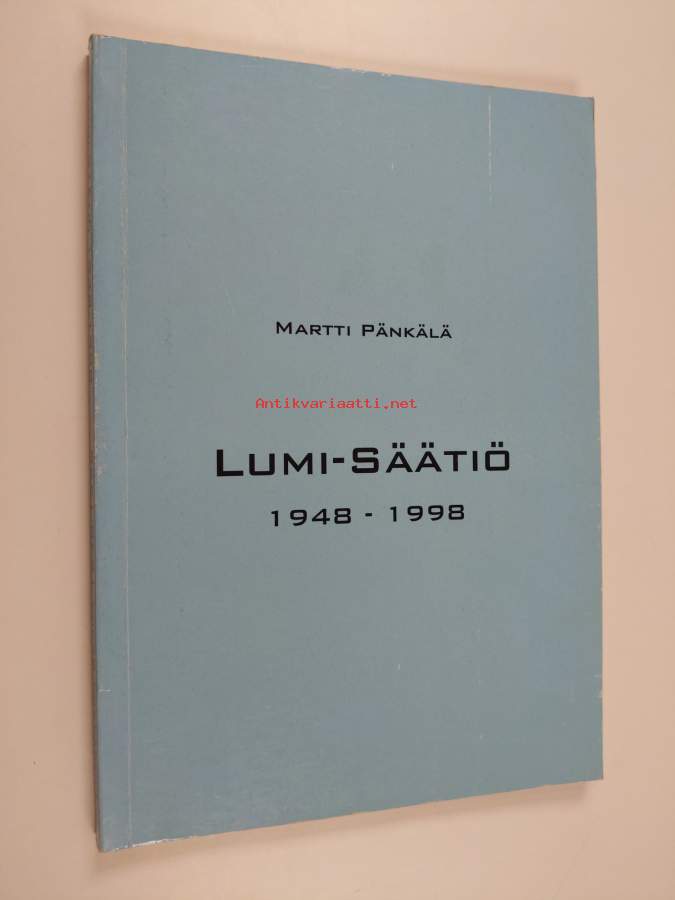 Martti Pänkälä
Antikvariaatti.net
Lumi-Säätiö
1948 - 1998